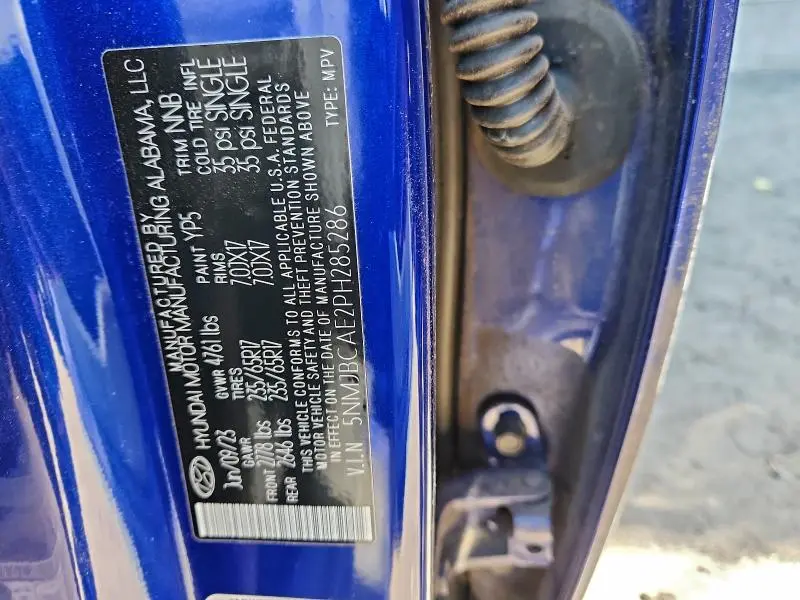 MANUFACTURED BY
HYUNDAI MOTOR MANUFACTURING ALABAMA, LLC
Jun/09/23 PAINT YP5 TRIM NNB
GAWR GVWR 4761 lbs TIRES RIMS COLD TIRE INFL
FRONT 2778 lbs 235/65R17 7.0JX17 35 psi SINGLE
REAR 2646 lbs 235/65R17 7.0JX17 35 psi SINGLE
THIS VEHICLE CONFORMS TO ALL APPLICABLE U.S.A. FEDERAL
MOTOR VEHICLE SAFETY AND THEFT PREVENTION STANDARDS
IN EFFECT ON THE DATE OF MANUFACTURE SHOWN ABOVE
V.I.N 5NMJBCAE2PH285286 TYPE: MPV